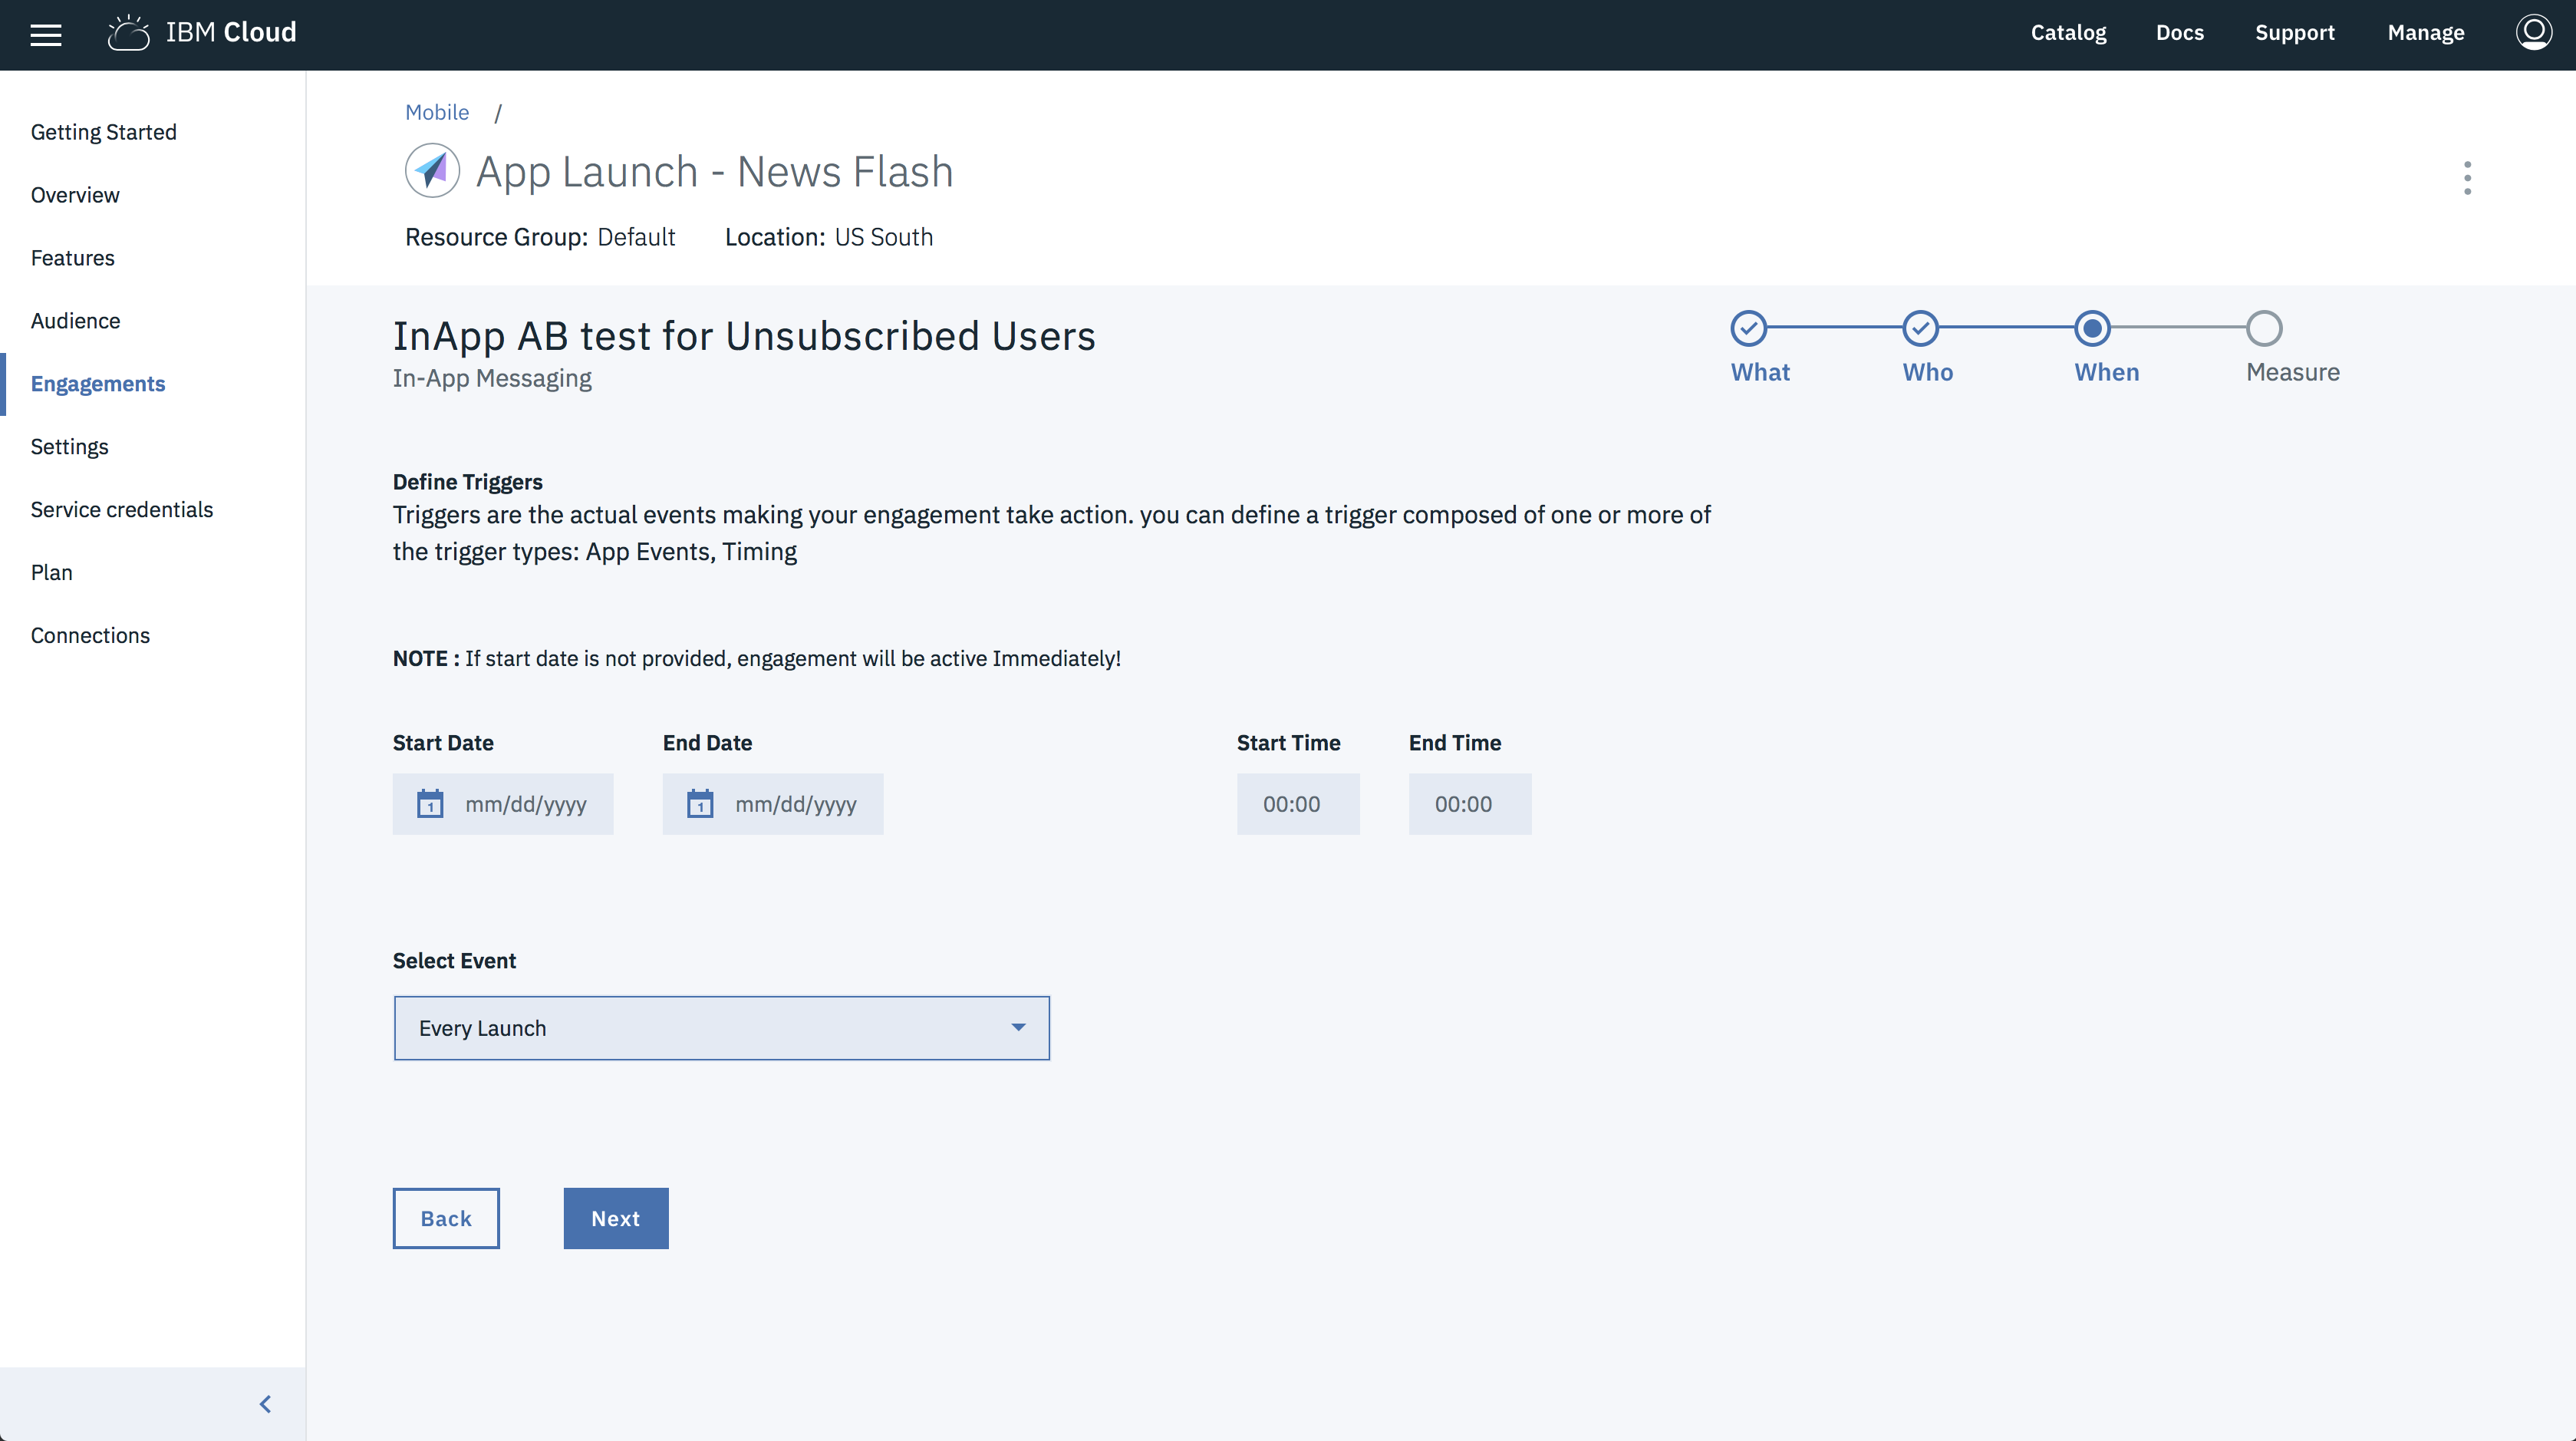 IBM Cloud
Catalog Docs Support Manage
Getting Started
Overview
Features
Audience
Engagements
Settings
Service credentials
Plan
Connections
Mobile /
App Launch - News Flash
Resource Group: Default Location: US South
InApp AB test for Unsubscribed Users
In-App Messaging
What Who When Measure
Define Triggers
Triggers are the actual events making your engagement take action. you can define a trigger composed of one or more of
the trigger types: App Events, Timing
NOTE : If start date is not provided, engagement will be active Immediately!
Start Date End Date Start Time End Time
1 mm/dd/yyyy 1 mm/dd/yyyy 00:00 00:00
Select Event
Every Launch
Back Next